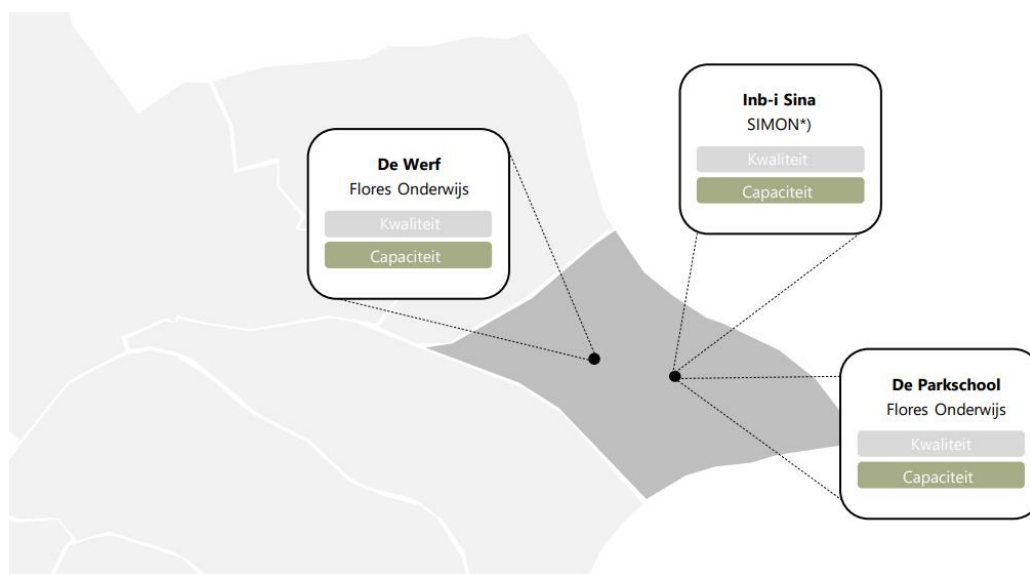 Inb-i Sina
SIMON*)
Kwaliteit
Capaciteit
De Werf
Flores Onderwijs
Kwaliteit
Capaciteit
De Parkschool
Flores Onderwijs
Kwaliteit
Capaciteit